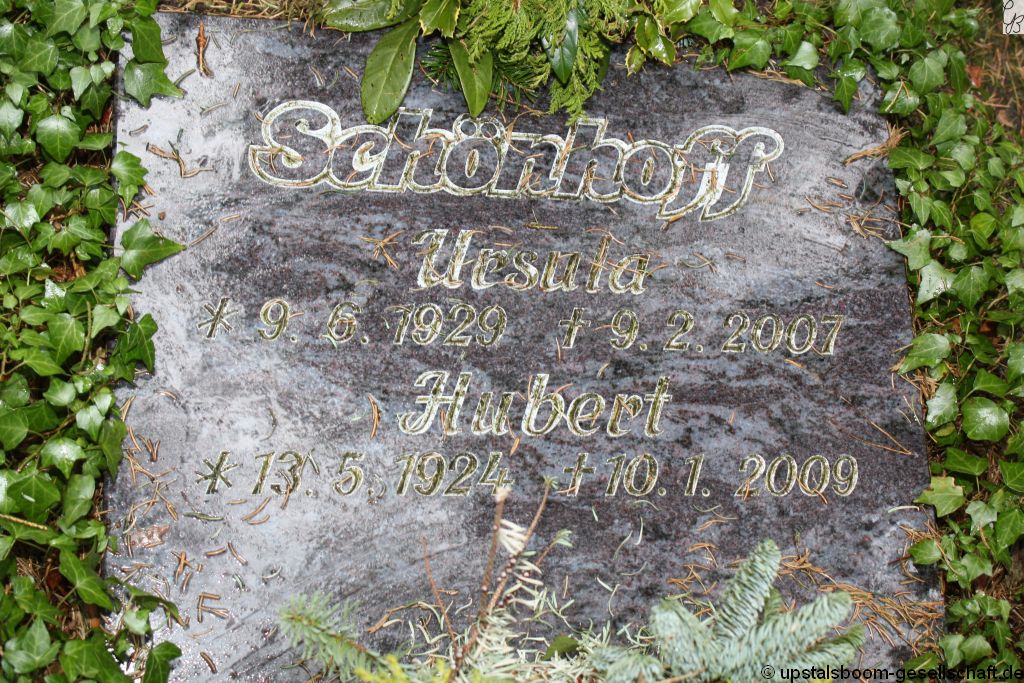 Schönhoff
Ursula
* 9. 6. 1929 † 9. 2. 2007
Hubert
* 13. 5. 1924 † 10. 1. 2009
© upstalsboom-gesellschaft.de